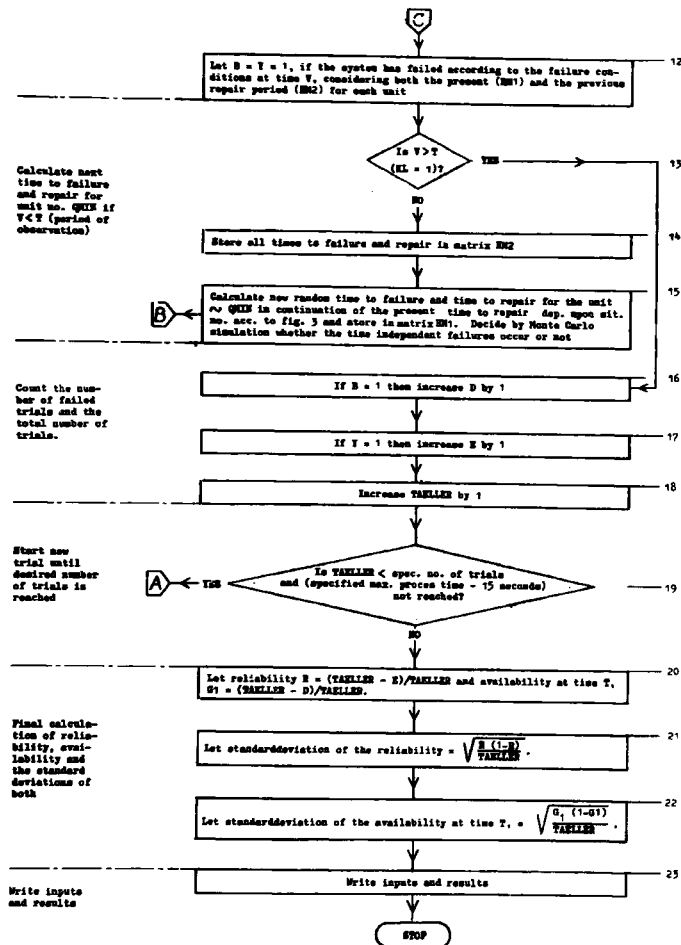 C
12
Let B = Y = 1, if the system has failed according to the failure con-
ditions at time V, considering both the present (HM1) and the previous
repair period (HM2) for each unit
Is V>T
(KL = 1)?
YES
13
NO
Calculate next
time to failure
and repair for
unit no. QMIN if
V<T (period of
observation)
14
Store all times to failure and repair in matrix HM2
15
B
Calculate new random time to failure and time to repair for the unit
~ QMIN in continuation of the present time to repair dep. upon sit.
no. acc. to fig. 3 and store in matrix HM1. Decide by Monte Carlo
simulation whether the time independent failures occur or not
Count the num-
ber of failed
trials and the
total number of
trials.
16
If B = 1 then increase D by 1
17
If Y = 1 then increase E by 1
18
Increase TAELLER by 1
Start new
trial until
desired number
of trials is
reached
Is TAELLER < spec. no. of trials
and (specified max. proces time - 15 seconds)
not reached?
A
YES
19
NO
20
Let reliability R = (TAELLER - E)/TAELLER and availability at time T,
G1 = (TAELLER - D)/TAELLER.
Final calcula-
tion of relia-
bility, avai-
lability and
the standard
deviations of
both
21
Let standarddeviation of the reliability = √ R (1-R) / TAELLER .
22
Let standarddeviation of the availability at time T, = √ G1 (1-G1) / TAELLER .
23
Write inputs and results
Write inputs
and results
STOP